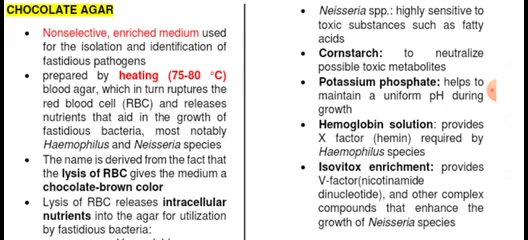 CHOCOLATE AGAR
• Nonselective, enriched medium used
for the isolation and identification of
fastidious pathogens
• prepared by heating (75-80 °C)
blood agar, which in turn ruptures the
red blood cell (RBC) and releases
nutrients that aid in the growth of
fastidious bacteria, most notably
Haemophilus and Neisseria species
• The name is derived from the fact that
the lysis of RBC gives the medium a
chocolate-brown color
• Lysis of RBC releases intracellular
nutrients into the agar for utilization
by fastidious bacteria:
• Neisseria spp.: highly sensitive to
toxic substances such as fatty
acids
• Cornstarch: to neutralize
possible toxic metabolites
• Potassium phosphate: helps to
maintain a uniform pH during
growth
• Hemoglobin solution: provides
X factor (hemin) required by
Haemophilus species
• Isovitox enrichment: provides
V-factor(nicotinamide
dinucleotide), and other complex
compounds that enhance the
growth of Neisseria species